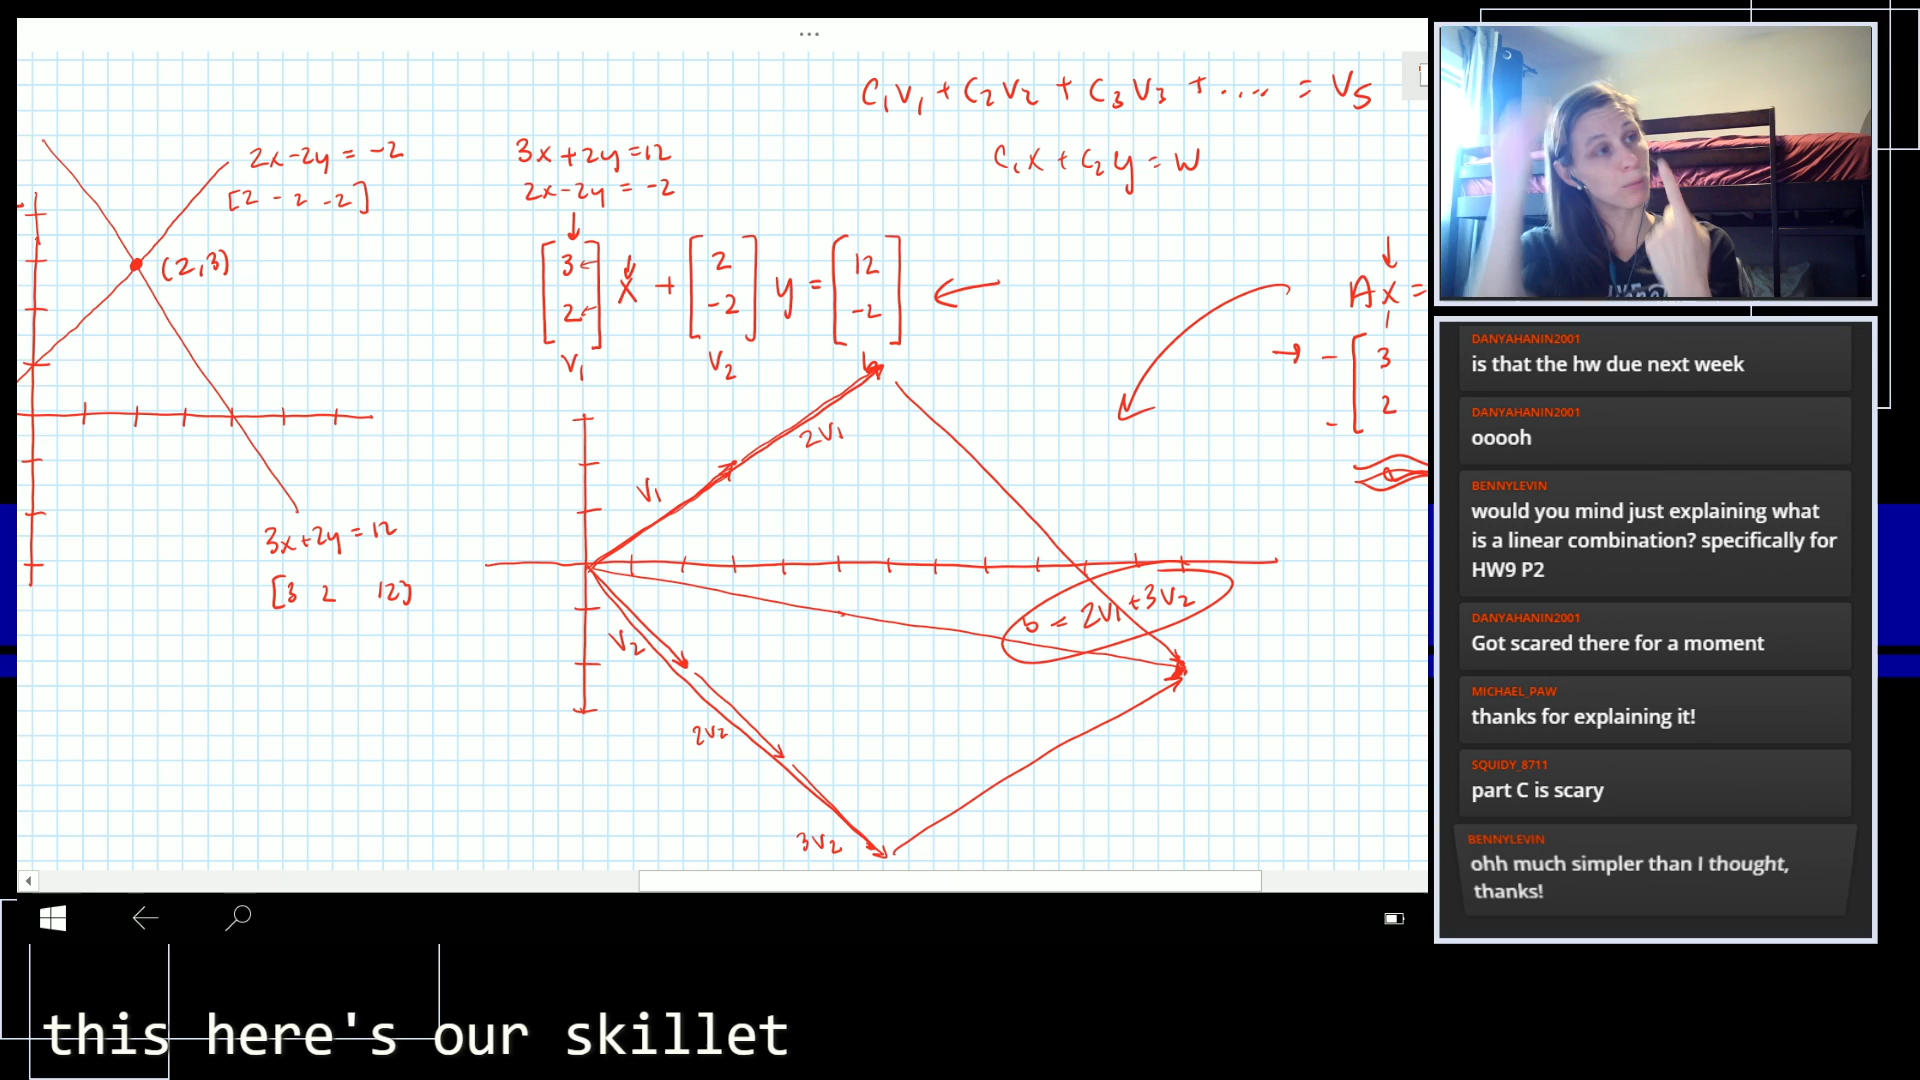 C₁V₁ + C₂V₂ + C₃V₃ + .... = V₅
C₁X + C₂Y = W
2x-2y = -2
[2 -2 -2]
(2,3)
3x+2y=12
[3 2 12]
3x+2y=12
2x-2y = -2
[3 2] x + [2 -2] y = [12 -2]
V₁ V₂ b
V₁
2V₁
V₂
2V₂
3V₂
b = 2V₁+3V₂
Ax =
3
2
DANYAHANIN2001
is that the hw due next week
DANYAHANIN2001
ooooh
BENNYLEVIN
would you mind just explaining what
is a linear combination? specifically for
HW9 P2
DANYAHANIN2001
Got scared there for a moment
MICHAEL_PAW
thanks for explaining it!
SQUIDY_8711
part C is scary
BENNYLEVIN
ohh much simpler than I thought,
thanks!
this here's our skillet